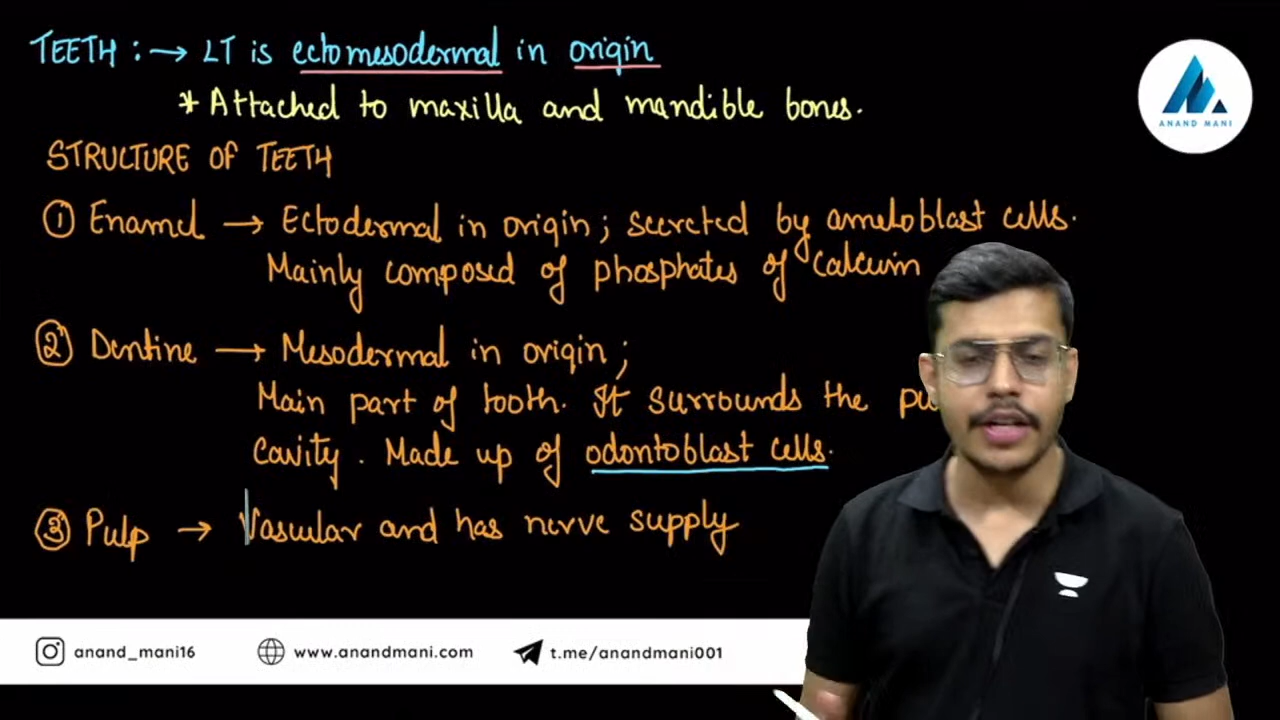 TEETH : → LT is ectomesodermal in origin
* Attached to maxilla and mandible bones.
STRUCTURE OF TEETH
① Enamel → Ectodermal in origin ; secreted by ameloblast cells.
Mainly composed of phosphates of calcium
② Dentine → Mesodermal in origin ;
Main part of tooth. It surrounds the
cavity. Made up of odontoblast cells.
③ Pulp → Vascular and has nerve supply
ANAND MANI
anand_mani16
www.anandmani.com
t.me/anandmani001